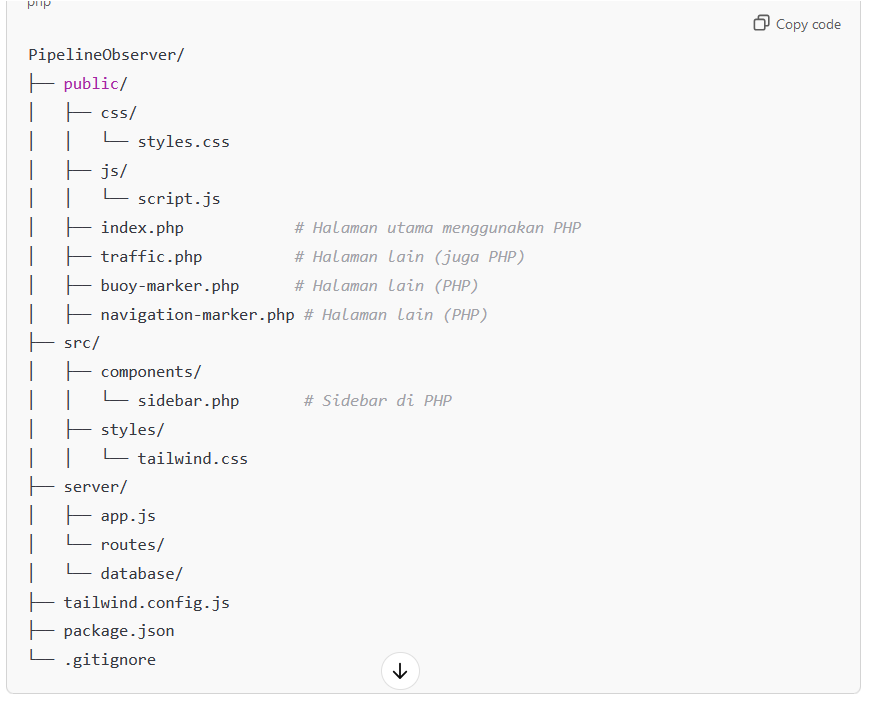 php
Copy code
PipelineObserver/
├── public/
│   ├── css/
│   │   └── styles.css
│   ├── js/
│   │   └── script.js
│   ├── index.php            # Halaman utama menggunakan PHP
│   ├── traffic.php          # Halaman lain (juga PHP)
│   ├── buoy-marker.php      # Halaman lain (PHP)
│   ├── navigation-marker.php # Halaman lain (PHP)
├── src/
│   ├── components/
│   │   └── sidebar.php       # Sidebar di PHP
│   ├── styles/
│   │   └── tailwind.css
├── server/
│   ├── app.js
│   └── routes/
│   └── database/
├── tailwind.config.js
├── package.json
└── .gitignore